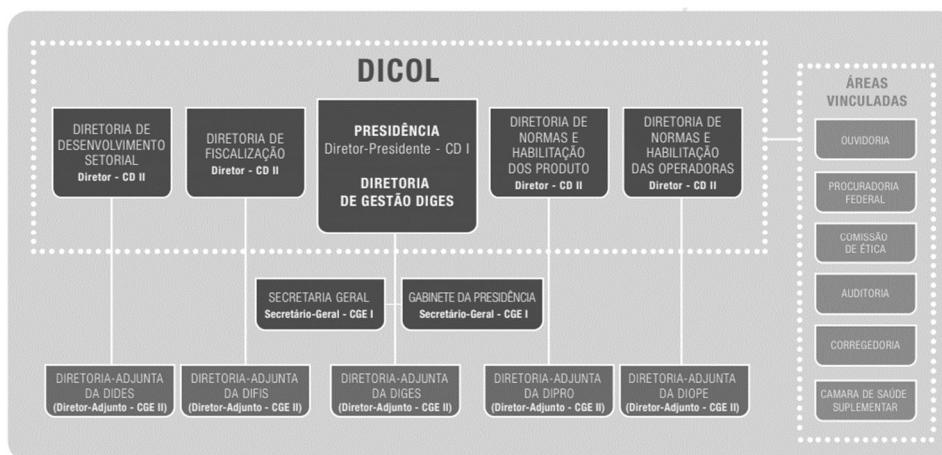 DICOL
DIRETORIA DE
DESENVOLVIMENTO
SETORIAL
Diretor - CD II
DIRETORIA DE
FISCALIZAÇÃO
Diretor - CD II
PRESIDÊNCIA
Diretor-Presidente - CD I
DIRETORIA
DE GESTÃO DIGES
DIRETORIA DE
NORMAS E
HABILITAÇÃO
DOS PRODUTO
Diretor - CD II
DIRETORIA DE
NORMAS E
HABILITAÇÃO
DAS OPERADORAS
Diretor - CD II
SECRETARIA GERAL
Secretário-Geral - CGE I
GABINETE DA PRESIDÊNCIA
Secretário-Geral - CGE I
DIRETORIA-ADJUNTA
DA DIDES
(Diretor-Adjunto - CGE II)
DIRETORIA-ADJUNTA
DA DIFIS
(Diretor-Adjunto - CGE II)
DIRETORIA-ADJUNTA
DA DIGES
(Diretor-Adjunto - CGE II)
DIRETORIA-ADJUNTA
DA DIPRO
(Diretor-Adjunto - CGE II)
DIRETORIA-ADJUNTA
DA DIOPE
(Diretor-Adjunto - CGE II)
ÁREAS
VINCULADAS
OUVIDORIA
PROCURADORIA
FEDERAL
COMISSÃO
DE ÉTICA
AUDITORIA
CORREGEDORIA
CAMARA DE SAÚDE
SUPLEMENTAR